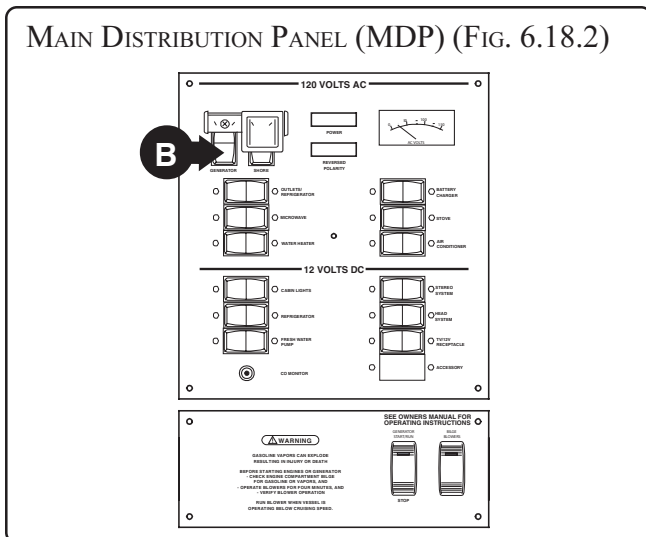 MAIN DISTRIBUTION PANEL (MDP) (FIG. 6.18.2)
120 VOLTS AC
POWER
AC VOLTS
B
GENERATOR
SHORE
REVERSED
POLARITY
OUTLETS/
REFRIGERATOR
BATTERY
CHARGER
MICROWAVE
STOVE
WATER HEATER
AIR
CONDITIONER
12 VOLTS DC
CABIN LIGHTS
STEREO
SYSTEM
REFRIGERATOR
HEAD
SYSTEM
FRESH WATER
PUMP
TV/12V
RECEPTACLE
CO MONITOR
ACCESSORY
SEE OWNERS MANUAL FOR
OPERATING INSTRUCTIONS
GENERATOR
START/RUN
BILGE
BLOWERS
STOP
WARNING
GASOLINE VAPORS CAN EXPLODE
RESULTING IN INJURY OR DEATH
BEFORE STARTING ENGINES OR GENERATOR
- CHECK ENGINE COMPARTMENT BILGE
FOR GASOLINE OR VAPORS, AND
- OPERATE BLOWERS FOR FOUR MINUTES, AND
- VERIFY BLOWER OPERATION
RUN BLOWER WHEN VESSEL IS
OPERATING BELOW CRUISING SPEED.